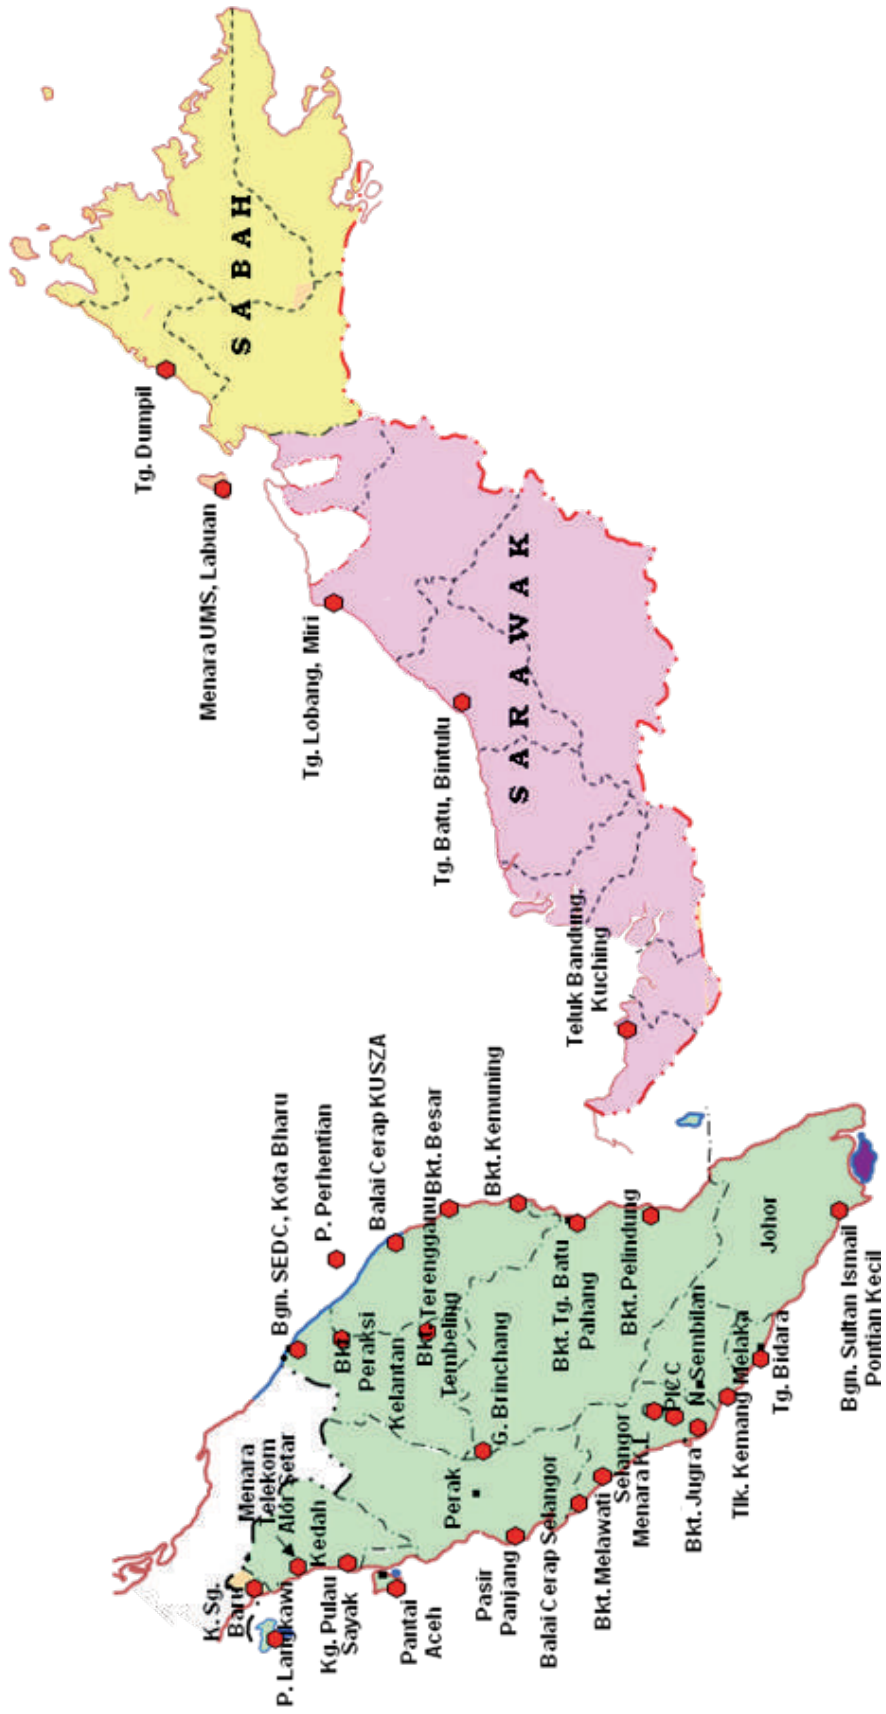 K. Sg.
Baru
P. Langkawi
Menara
Telekom
Alor Setar
Kedah
Kg. Pulau
Sayak
Pantai
Aceh
Perak
Pasir
Panjang
Balai Cerap Selangor
Bkt. Melawati
Selangor
Menara K.L
PICC
Bkt. Jugra
N. Sembilan
Tlk. Kemang
Melaka
Tg. Bidara
Johor
Bgn. Sultan Ismail
Pontian Kecil
Bgn. SEDC, Kota Bharu
P. Perhentian
Balai Cerap KUSZA
Bkt.
Peraksi
Kelantan
Bkt.
Tembeling
Terengganu
Bkt. Besar
G. Brinchang
Bkt. Kemuning
Bkt. Tg. Batu
Pahang
Bkt. Pelindung
Teluk Bandung,
Kuching
Tg. Batu, Bintulu
Tg. Lobang, Miri
Menara UMS, Labuan
Tg. Dumpil
SARAWAK
SABAH